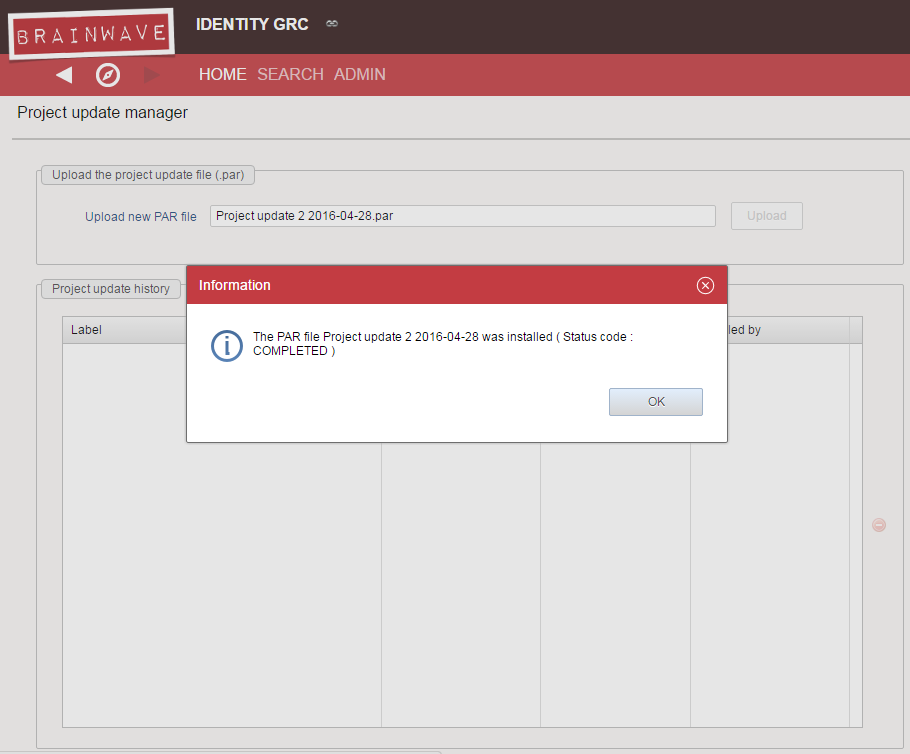 BRAINWAVE
IDENTITY GRC
HOME SEARCH ADMIN
Project update manager
Upload the project update file (.par)
Upload new PAR file Project update 2 2016-04-28.par Upload
Project update history
Label led by
Information
The PAR file Project update 2 2016-04-28 was installed ( Status code :
COMPLETED )
OK